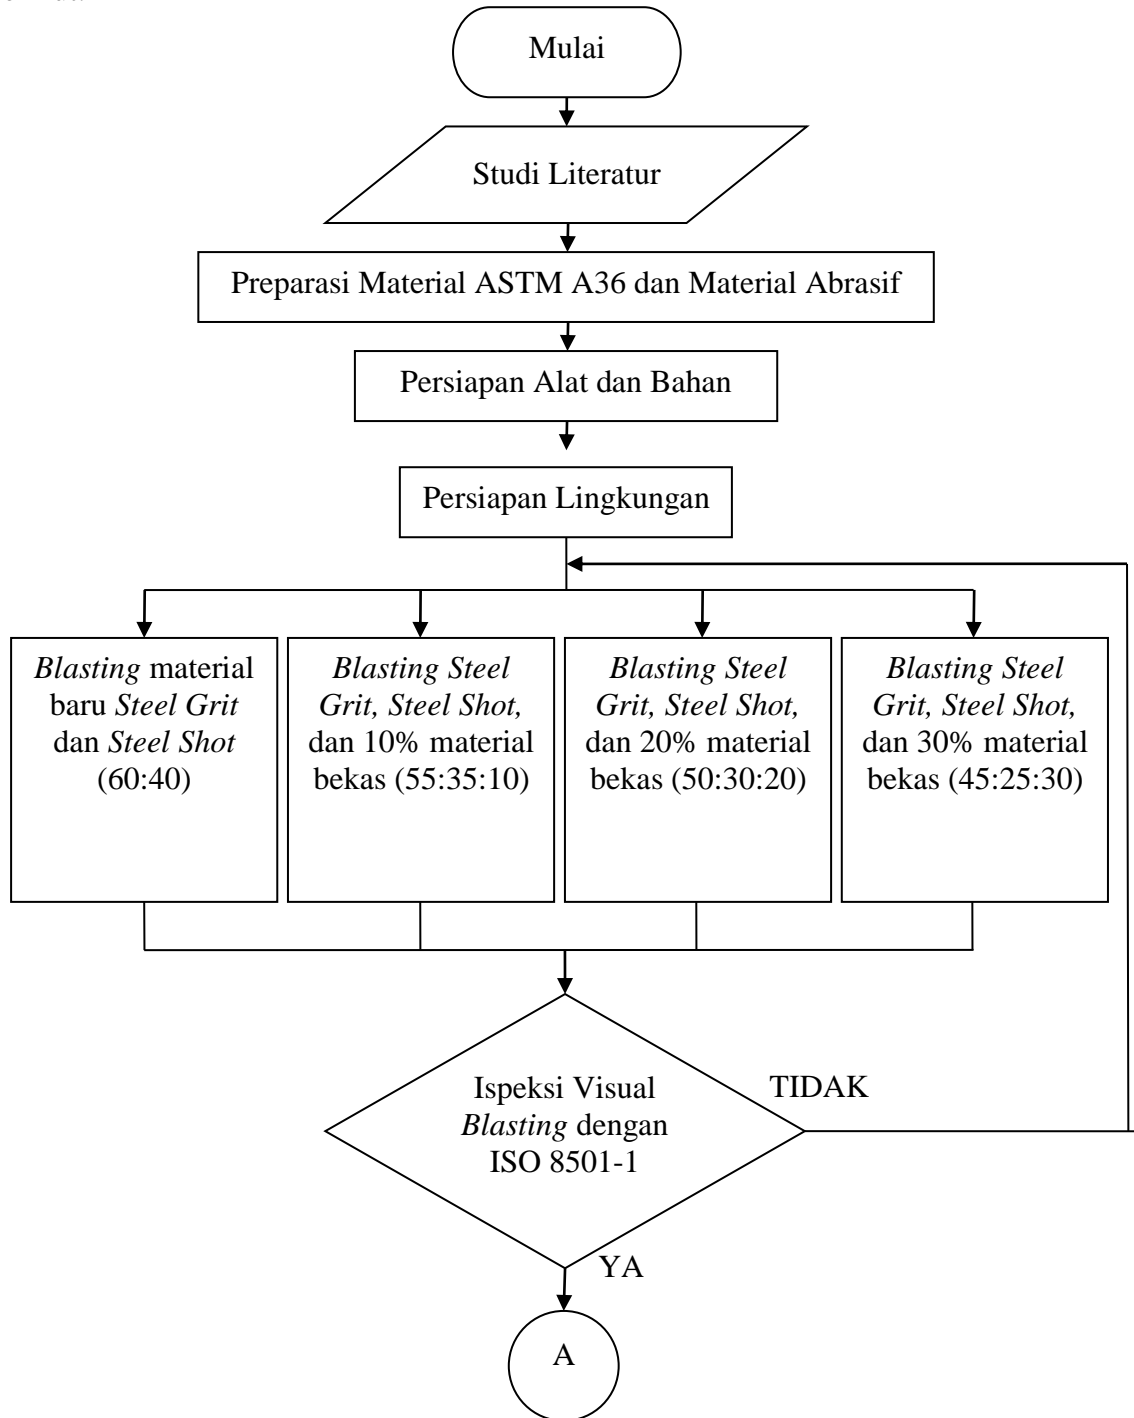 Mulai
Studi Literatur
Preparasi Material ASTM A36 dan Material Abrasif
Persiapan Alat dan Bahan
Persiapan Lingkungan
Blasting material
baru Steel Grit
dan Steel Shot
(60:40)
Blasting Steel
Grit, Steel Shot,
dan 10% material
bekas (55:35:10)
Blasting Steel
Grit, Steel Shot,
dan 20% material
bekas (50:30:20)
Blasting Steel
Grit, Steel Shot,
dan 30% material
bekas (45:25:30)
Ispeksi Visual
Blasting dengan
ISO 8501-1
TIDAK
YA
A